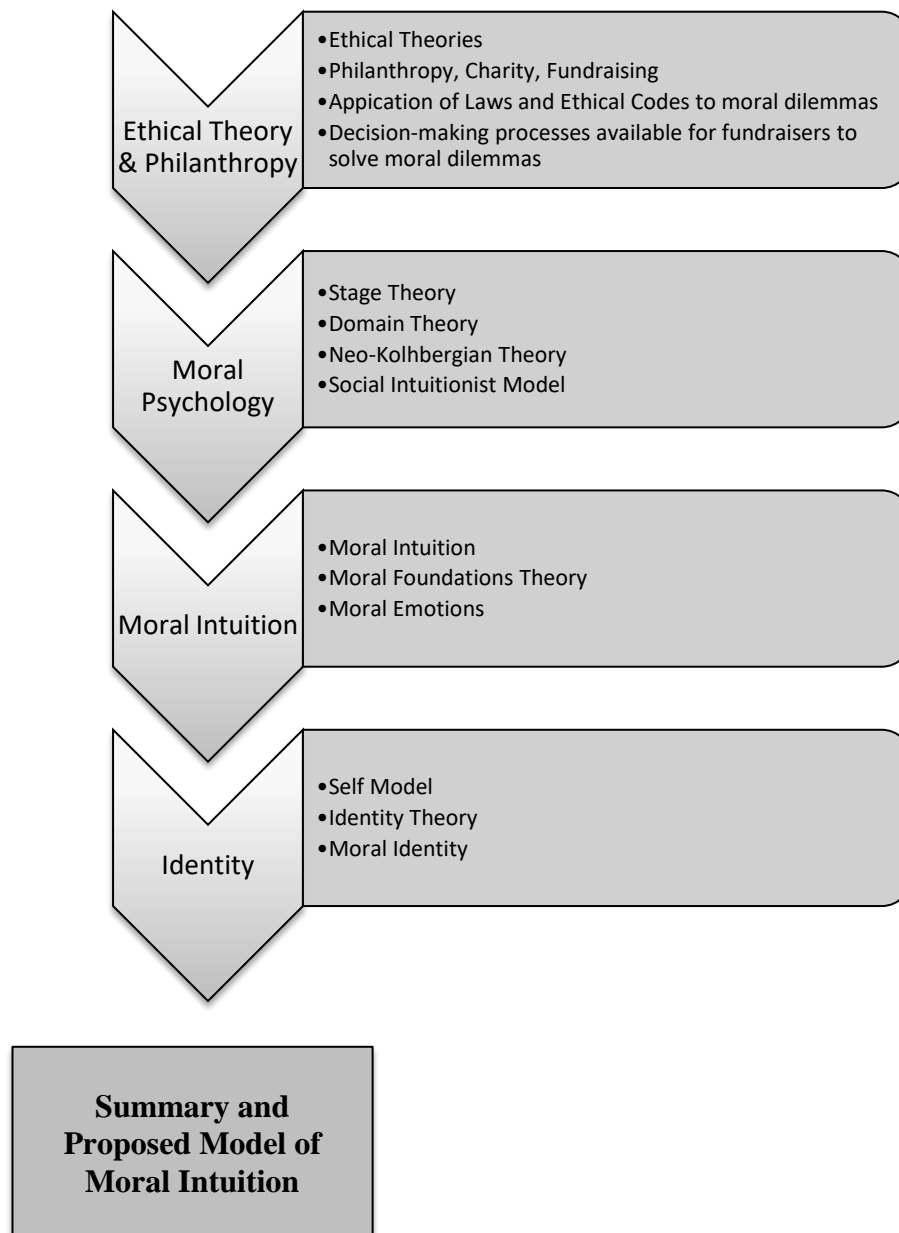 •Ethical Theories
•Philanthropy, Charity, Fundraising
•Appication of Laws and Ethical Codes to moral dilemmas
•Decision-making processes available for fundraisers to
solve moral dilemmas
Ethical Theory
& Philanthropy
•Stage Theory
•Domain Theory
•Neo-Kolhbergian Theory
•Social Intuitionist Model
Moral
Psychology
•Moral Intuition
•Moral Foundations Theory
•Moral Emotions
Moral Intuition
•Self Model
•Identity Theory
•Moral Identity
Identity
Summary and
Proposed Model of
Moral Intuition